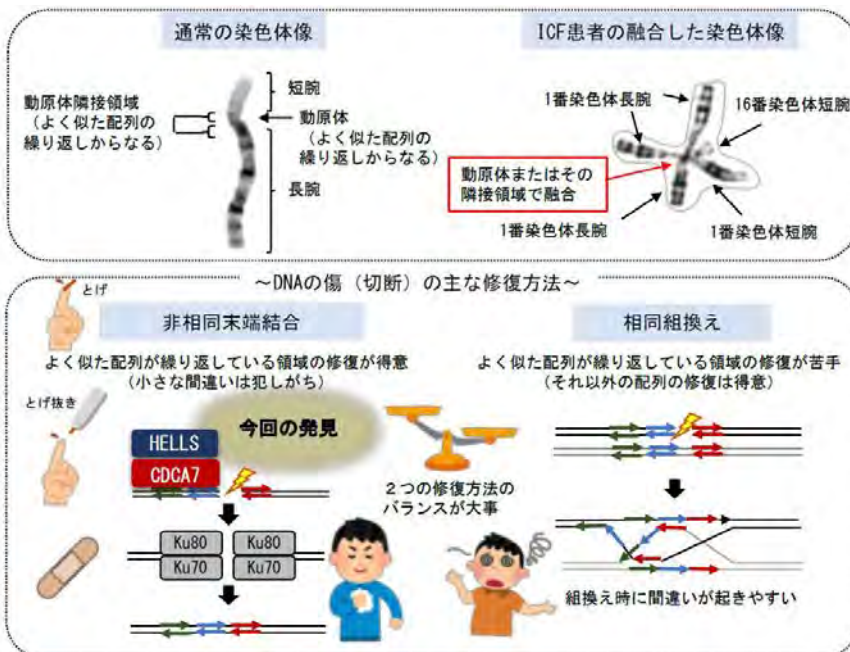 通常の染色体像
ICF患者の融合した染色体像
短腕
動原体隣接領域
(よく似た配列の
繰り返しからなる)
動原体
(よく似た配列の
繰り返しからなる)
長腕
1番染色体長腕
16番染色体短腕
動原体またはその
隣接領域で融合
1番染色体長腕
1番染色体短腕
~DNAの傷(切断)の主な修復方法~
とげ
非相同末端結合
よく似た配列が繰り返している領域の修復が得意
(小さな間違いは犯しがち)
とげ抜き
今回の発見
HELLS
CDCA7
Ku80
Ku80
Ku70
Ku70
2つの修復方法の
バランスが大事
相同組換え
よく似た配列が繰り返している領域の修復が苦手
(それ以外の配列の修復は得意)
組換え時に間違いが起きやすい